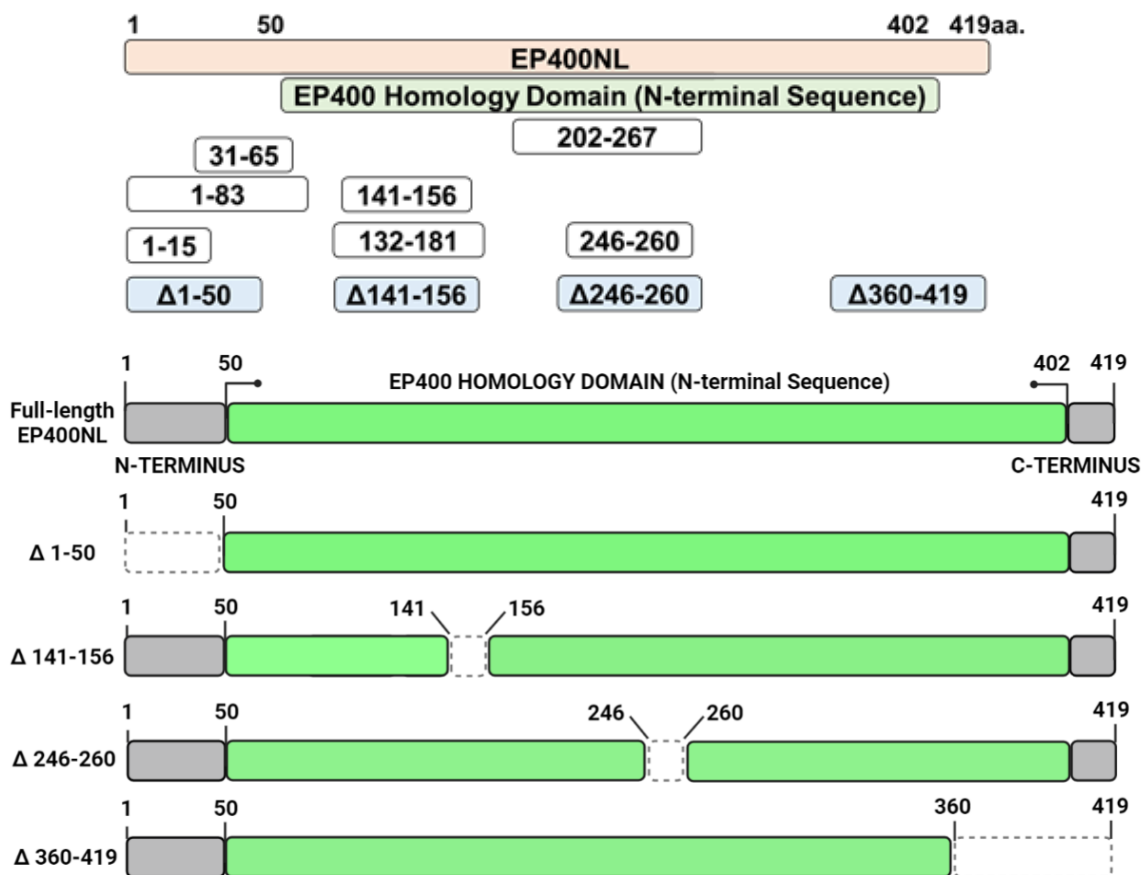 1 50 402 419aa.
EP400NL
EP400 Homology Domain (N-terminal Sequence)
202-267
31-65
1-83 141-156
1-15 132-181 246-260
Δ1-50 Δ141-156 Δ246-260 Δ360-419
1 50 402 419
EP400 HOMOLOGY DOMAIN (N-terminal Sequence)
Full-length
EP400NL
N-TERMINUS C-TERMINUS
1 50 419
Δ 1-50
1 50 141 156 419
Δ 141-156
1 50 246 260 419
Δ 246-260
1 50 360 419
Δ 360-419